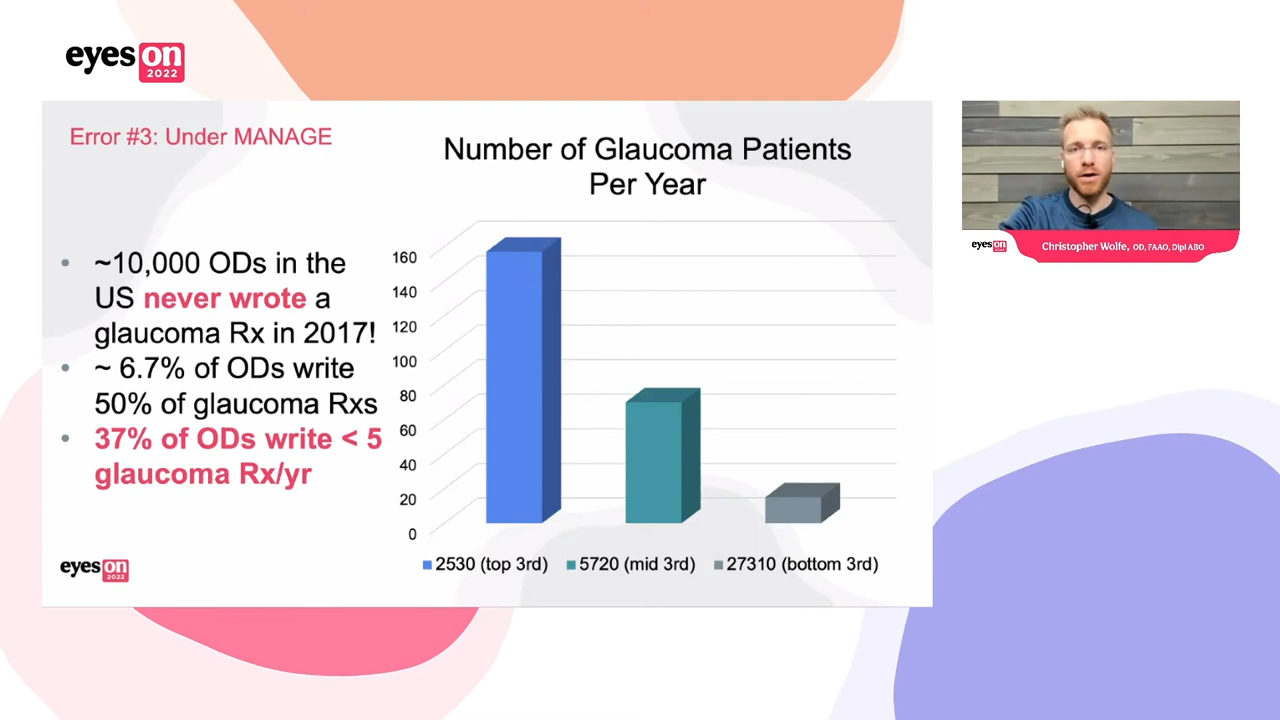 eyes on
2022
Error #3: Under MANAGE
Number of Glaucoma Patients
Per Year
• ~10,000 ODs in the
US never wrote a
glaucoma Rx in 2017!
• ~ 6.7% of ODs write
50% of glaucoma Rxs
• 37% of ODs write < 5
glaucoma Rx/yr
160
140
120
100
80
60
40
20
0
2530 (top 3rd) 5720 (mid 3rd) 27310 (bottom 3rd)
eyes on
2022
eyes on
2022
Christopher Wolfe, OD, FAAO, Dipl ABO